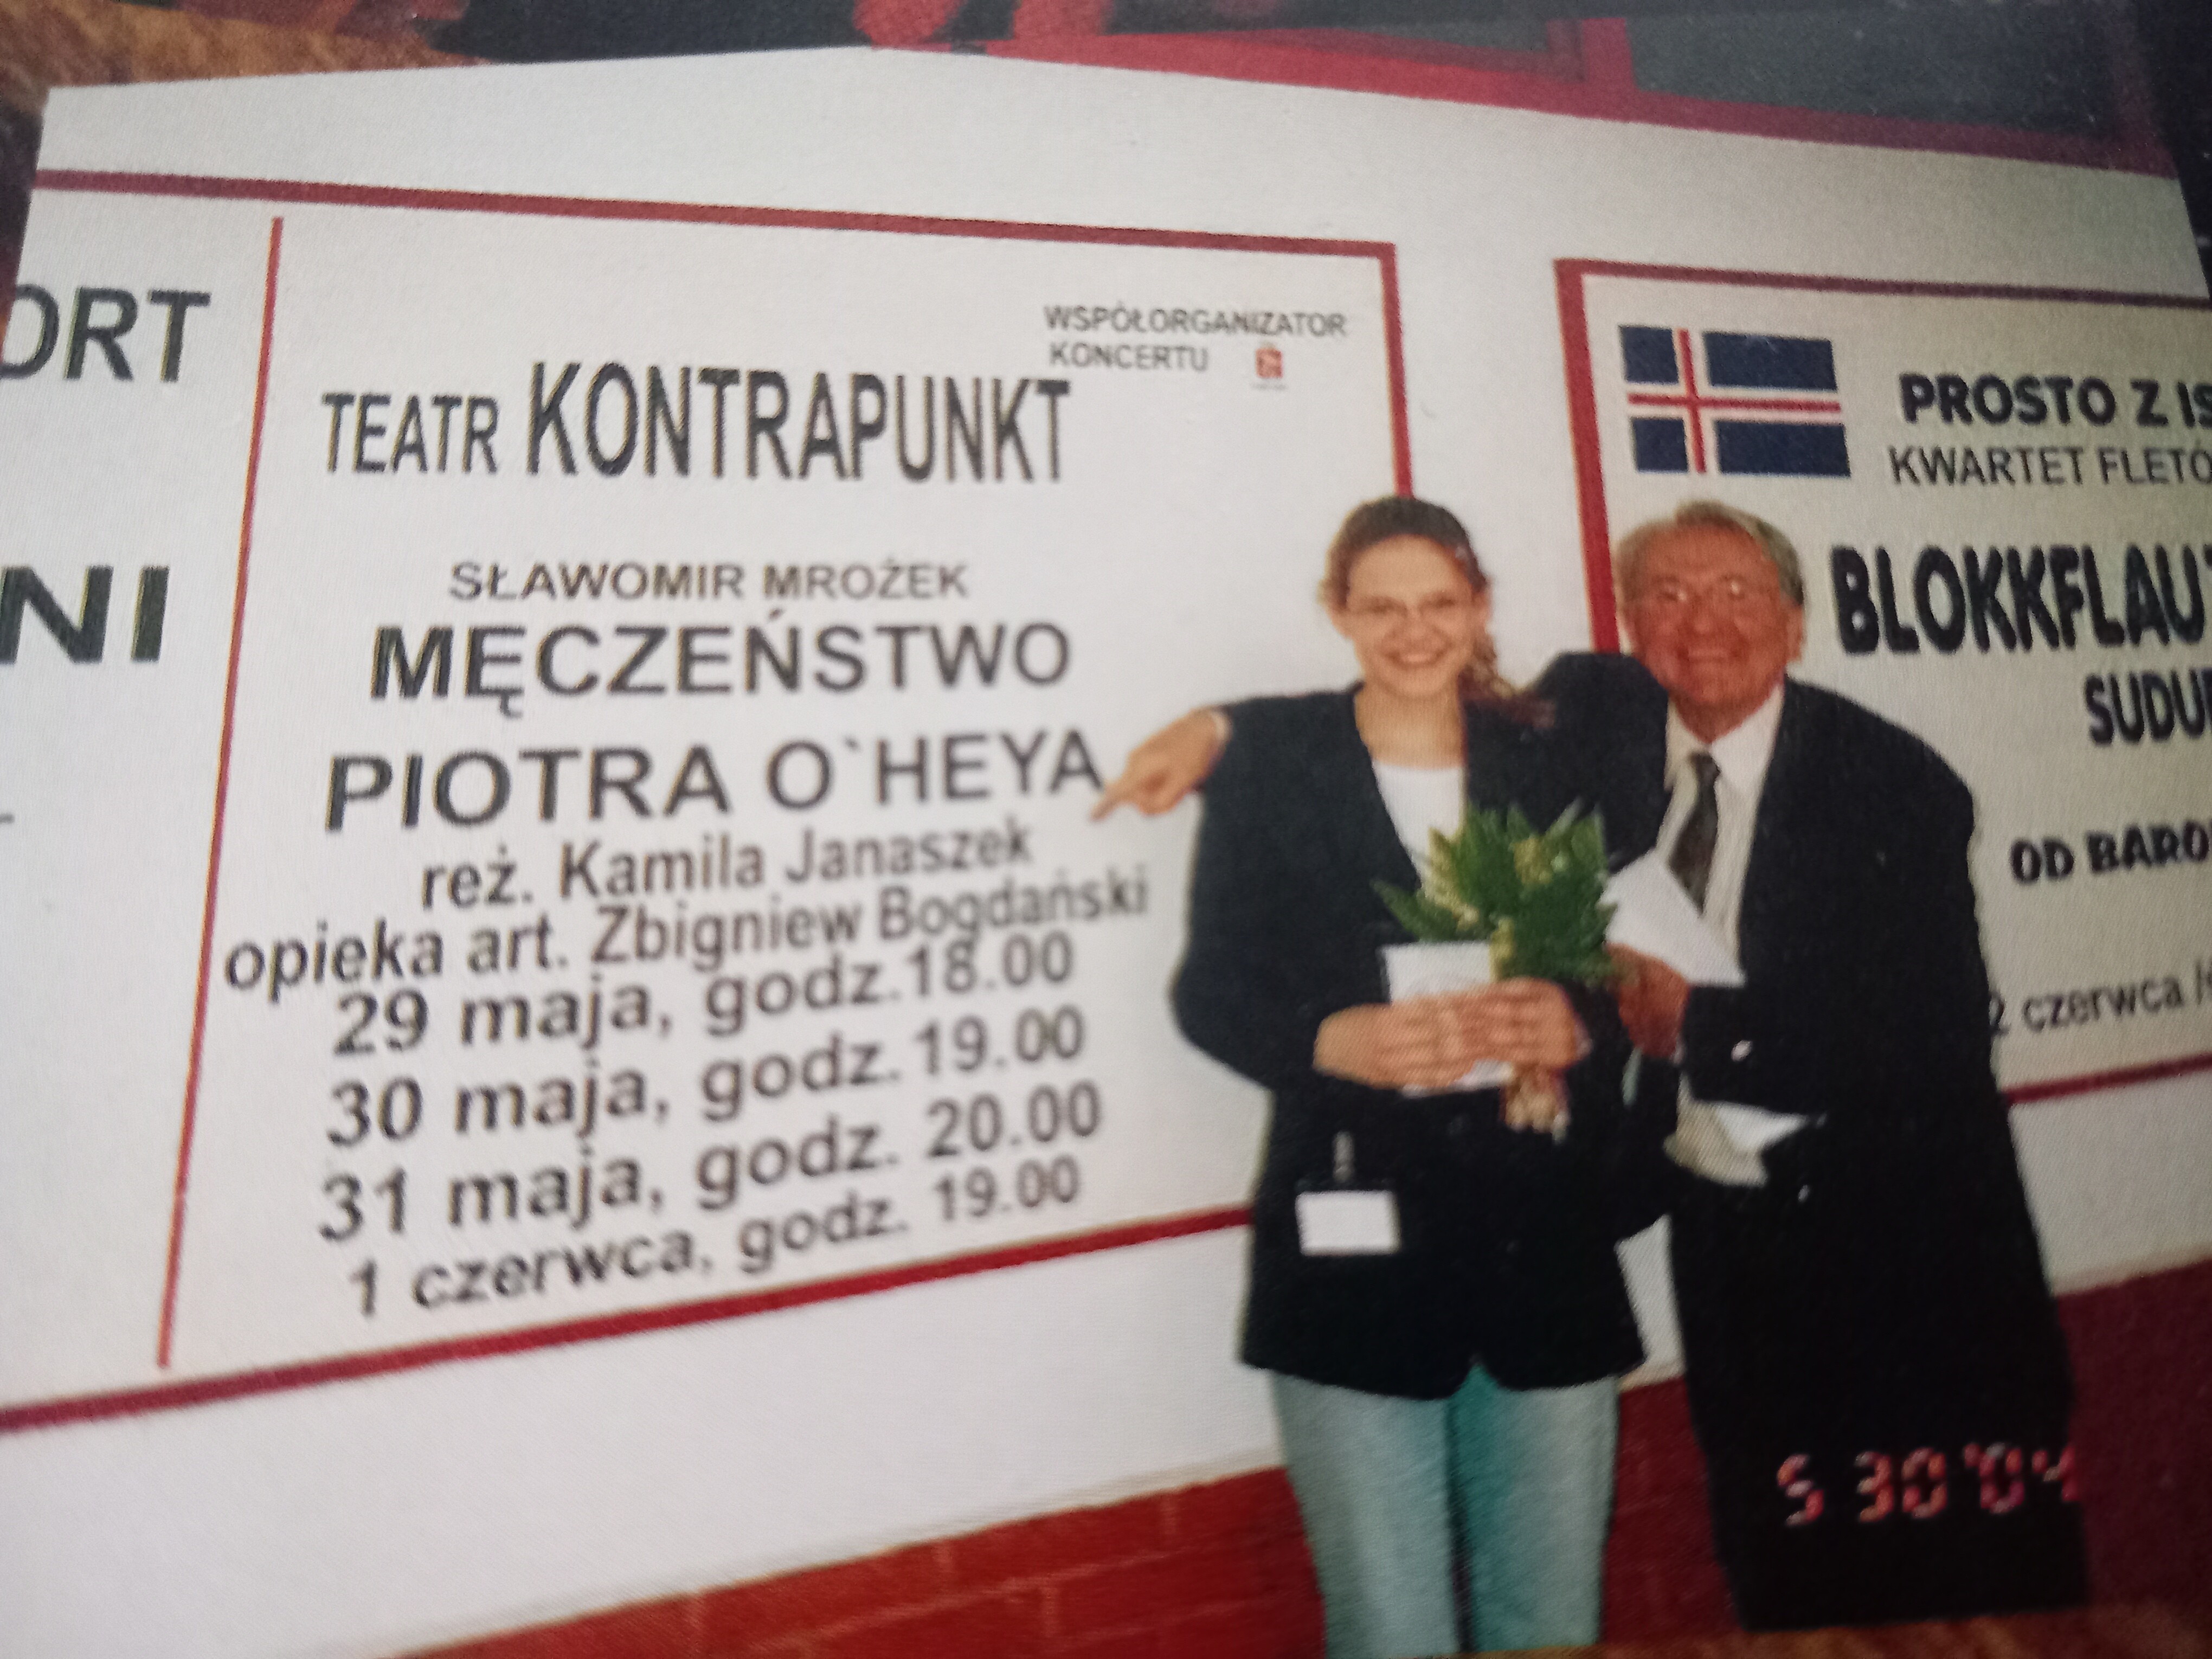 ORT
NI
WSPÓŁORGANIZATOR
KONCERTU
TEATR KONTRAPUNKT
SŁAWOMIR MROŻEK
MĘCZEŃSTWO
PIOTRA O`HEYA
reż. Kamila Janaszek
opieka art. Zbigniew Bogdański
29 maja, godz.18.00
30 maja, godz.19.00
31 maja, godz. 20.00
1 czerwca, godz. 19.00
PROSTO Z IS
KWARTET FLETÓ
BLOKKFLAU
SUDU
OD BARO
2 czerwca /
5 30 '04